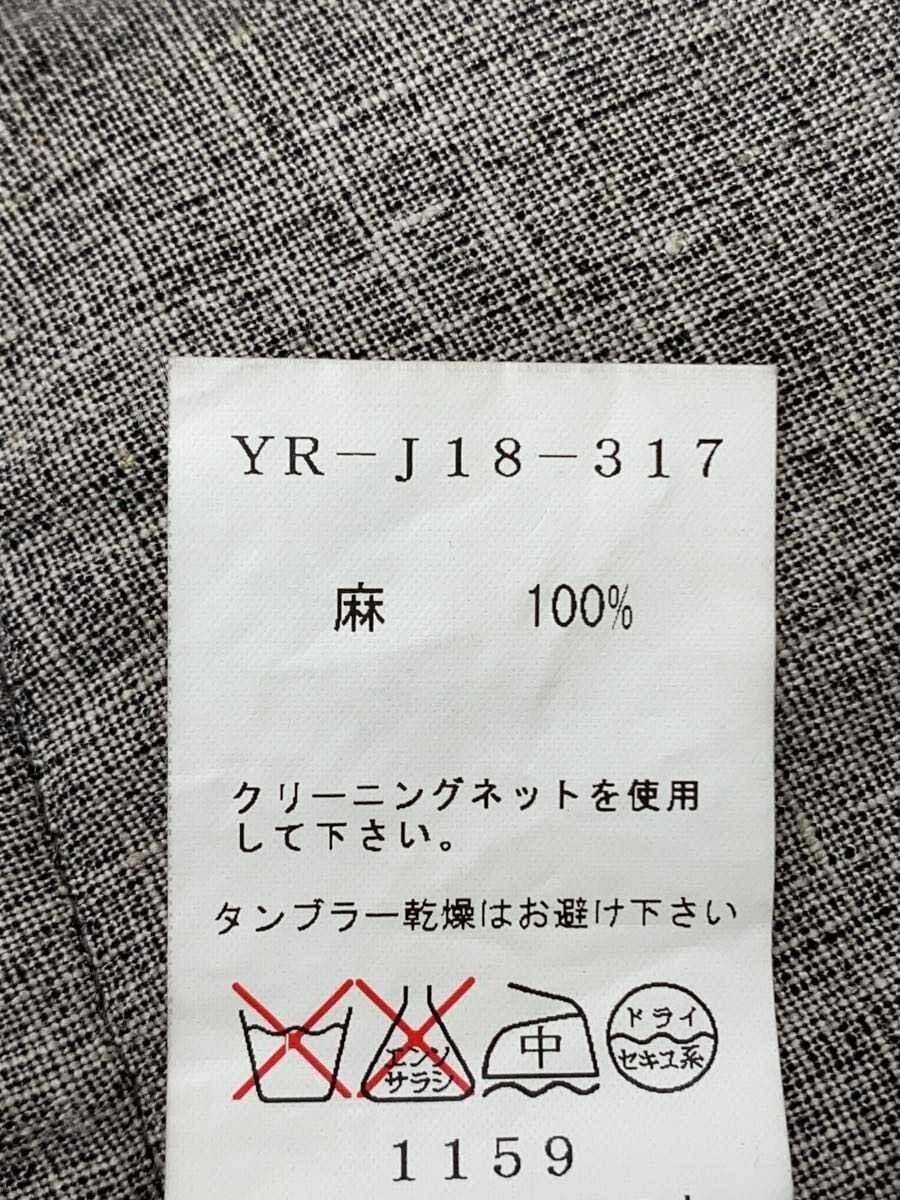 YR-J18-317
麻 100%
クリーニングネットを使用
して下さい。
タンブラー乾燥はお避け下さい
エンソ
サラシ
中
ドライ
セキユ系
1159